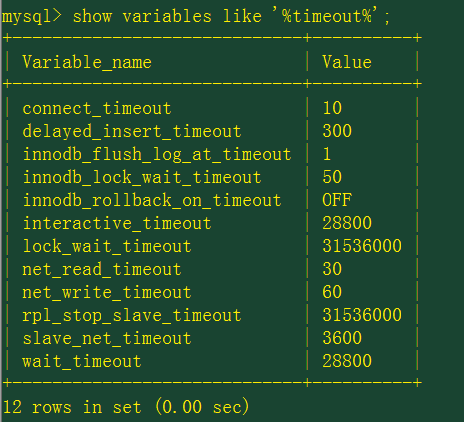 mysql> show variables like '%timeout%';
+-----------------------------+----------+
| Variable_name | Value |
+-----------------------------+----------+
| connect_timeout | 10 |
| delayed_insert_timeout | 300 |
| innodb_flush_log_at_timeout | 1 |
| innodb_lock_wait_timeout | 50 |
| innodb_rollback_on_timeout | OFF |
| interactive_timeout | 28800 |
| lock_wait_timeout | 31536000 |
| net_read_timeout | 30 |
| net_write_timeout | 60 |
| rpl_stop_slave_timeout | 31536000 |
| slave_net_timeout | 3600 |
| wait_timeout | 28800 |
+-----------------------------+----------+
12 rows in set (0.00 sec)